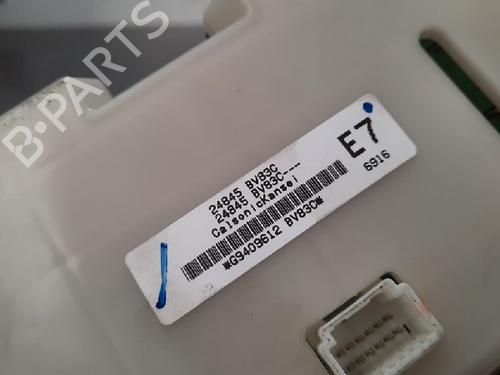 B-PARTS
24845 BV83C
24845 BV83C---
CalsonicKansei
*G9409612 BV83C*
E7
6916